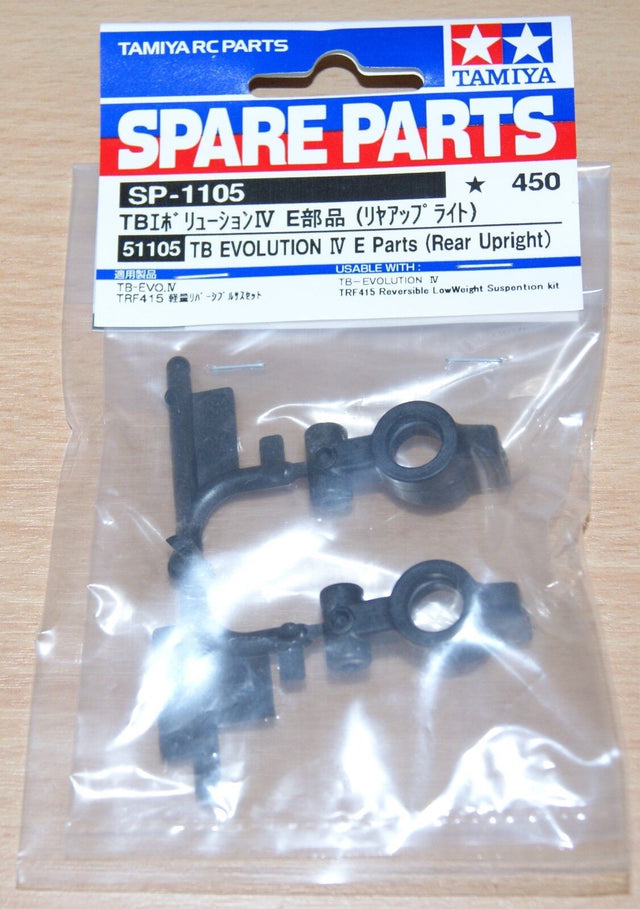 TAMIYA RC PARTS
TAMIYA
SPARE PARTS
SP-1105 ★ 450
TBエボリューションⅣ E部品 (リヤアップライト)
51105 TB EVOLUTION Ⅳ E Parts (Rear Upright)
適用製品
TB-EVO.Ⅳ
TRF415 軽量リバーシブルサスセット
USABLE WITH :
TB-EVOLUTION Ⅳ
TRF415 Reversible LowWeight Suspention kit